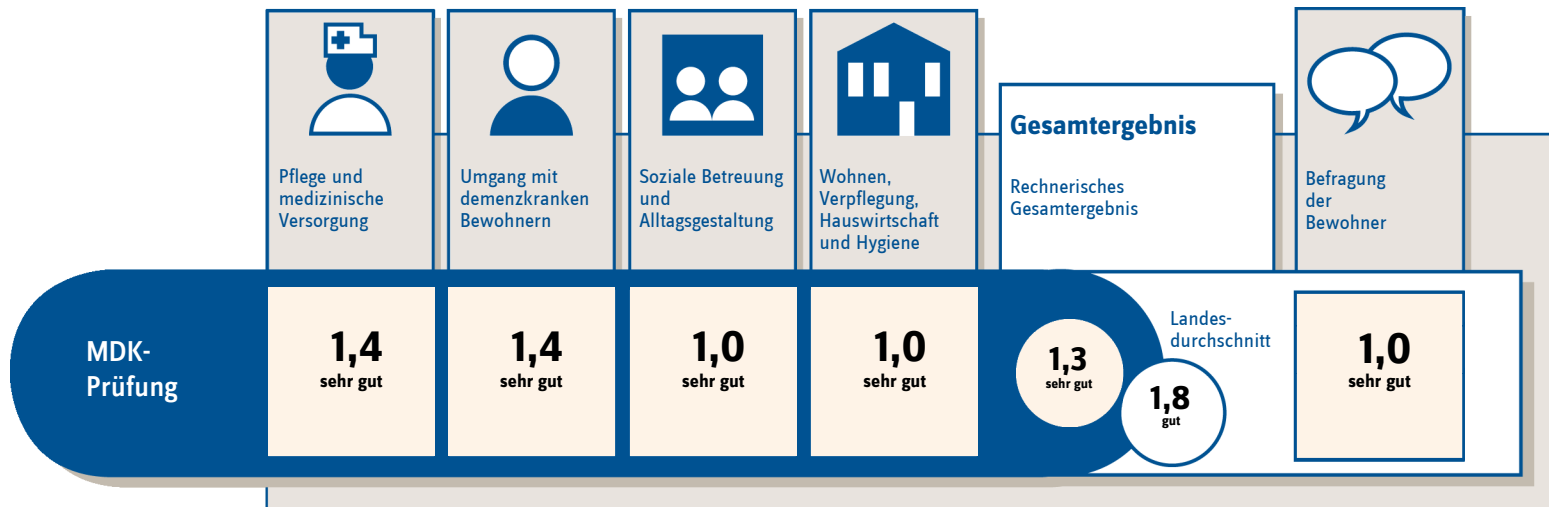 Pflege und
medizinische
Versorgung
Umgang mit
demenzkranken
Bewohnern
Soziale Betreuung
und
Alltagsgestaltung
Wohnen,
Verpflegung,
Hauswirtschaft
und Hygiene
Gesamtergebnis
Rechnerisches
Gesamtergebnis
Befragung
der
Bewohner
MDK-
Prüfung
1,4
sehr gut
1,4
sehr gut
1,0
sehr gut
1,0
sehr gut
1,3
sehr gut
Landes-
durchschnitt
1,8
gut
1,0
sehr gut